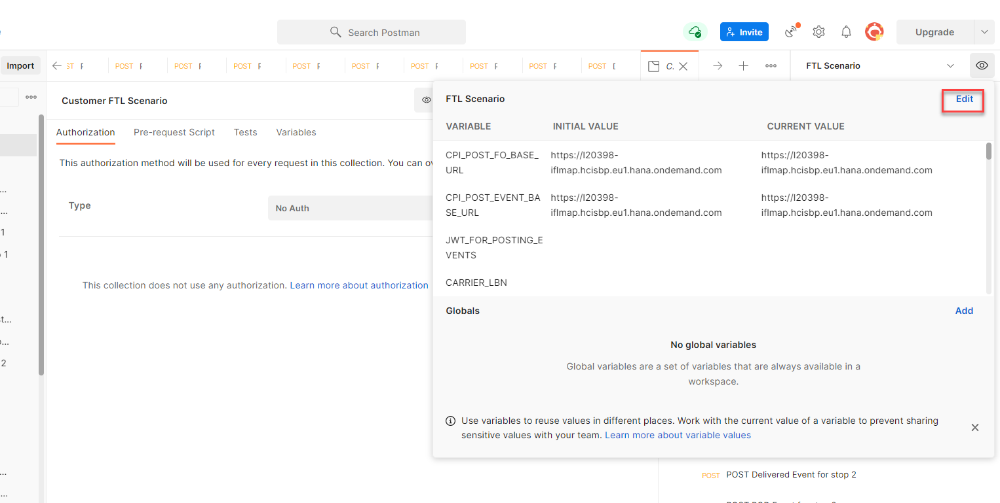 Search Postman
Invite
Upgrade
Import
POST
POST
POST
POST
POST
POST
POST
POST
POST
C.
FTL Scenario
Customer FTL Scenario
Authorization Pre-request Script Tests Variables
This authorization method will be used for every request in this collection. You can
Type
No Auth
This collection does not use any authorization. Learn more about authorization
1
1
2
FTL Scenario
Edit
VARIABLE INITIAL VALUE CURRENT VALUE
CPI_POST_FO_BASE_ https://l20398- https://l20398-
URL iflmap.hcisbp.eu1.hana.ondemand.com iflmap.hcisbp.eu1.hana.ondemand.com
CPI_POST_EVENT_BA https://l20398- https://l20398-
SE_URL iflmap.hcisbp.eu1.hana.ondemand.com iflmap.hcisbp.eu1.hana.ondemand.com
JWT_FOR_POSTING_E
VENTS
CARRIER_LBN
Globals
Add
No global variables
Global variables are a set of variables that are always available in a
workspace.
Use variables to reuse values in different places. Work with the current value of a variable to prevent sharing
sensitive values with your team. Learn more about variable values
POST POST Delivered Event for stop 2